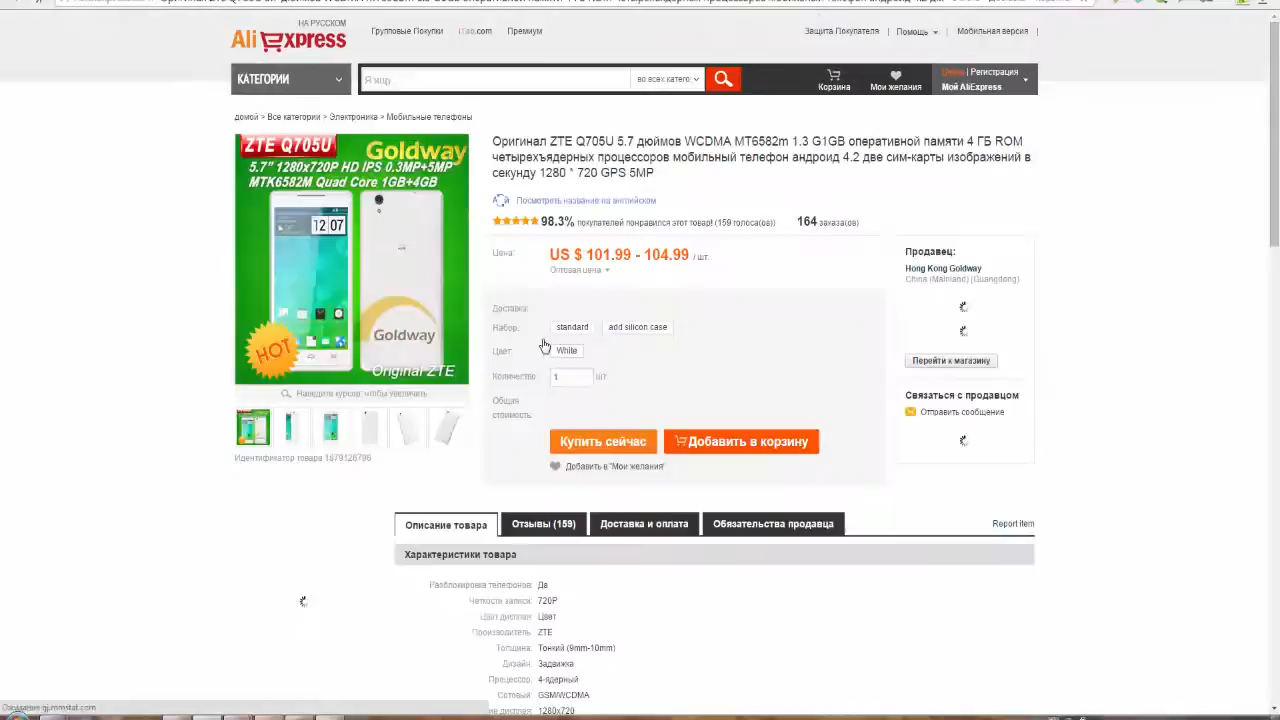 НА РУССКОМ
AliExpress
Групповые Покупки
Премиум
Защита Покупателя
Помощь
Мобильная версия
КАТЕГОРИИ
Я ищу
во всех катего
Корзина
Мои желания
| Регистрация
Мой AliExpress
домой > Все категории > Электроника > Мобильные телефоны
ZTE Q705U
Goldway
5.7" 1280x720P HD IPS 0.3MP+5MP
MTK6582M Quad Core 1GB+4GB
12 07
Goldway
HOT
Original ZTE
Наведите курсор, чтобы увеличить
Идентификатор товара
Оригинал ZTE Q705U 5.7 дюймов WCDMA MT6582m 1.3 G1GB оперативной памяти 4 ГБ ROM
четырехъядерных процессоров мобильный телефон андроид 4.2 две сим-карты изображений в
секунду 1280 * 720 GPS 5MP
Посмотреть название на английском
98.3% покупателей понравился этот товар! (159 голоса(ов))
164 заказа(ов)
Цена:
US $ 101.99 - 104.99 / шт.
Оптовая цена
Доставка:
Набор:
standard
add silicon case
Цвет:
White
Количество:
1
шт
Общая
стоимость:
Купить сейчас
Добавить в корзину
Добавить в "Мои желания"
Продавец:
Hong Kong Goldway
China (Mainland) (Guangdong)
Перейти к магазину
Связаться с продавцом
Отправить сообщение
Описание товара
Отзывы (159)
Доставка и оплата
Обязательства продавца
Report item
Характеристики товара
Разблокировка телефонов: Да
Четкость записи: 720P
Цвет дисплея: Цвет
Производитель: ZTE
Толщина: Тонкий (9mm-10mm)
Дизайн: Задвижка
Процессор: 4-ядерный
Сотовый: GSM/WCDMA
дисплея: 1280x720